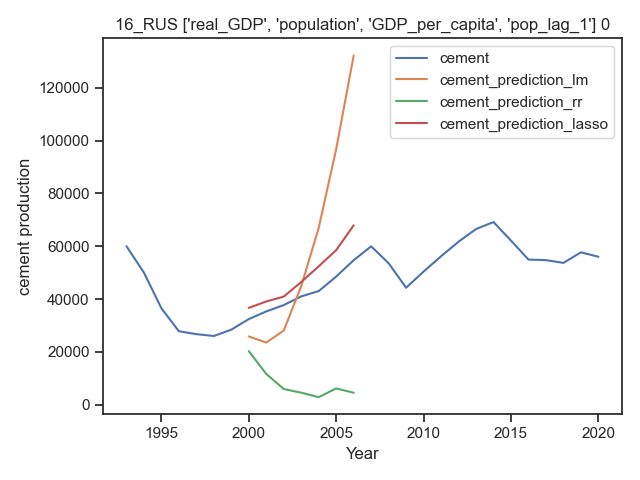 16_RUS ['real_GDP', 'population', 'GDP_per_capita', 'pop_lag_1'] 0
cement
cement_prediction_lm
cement_prediction_rr
cement_prediction_lasso
120000
100000
80000
60000
40000
20000
0
cement production
1995 2000 2005 2010 2015 2020
Year